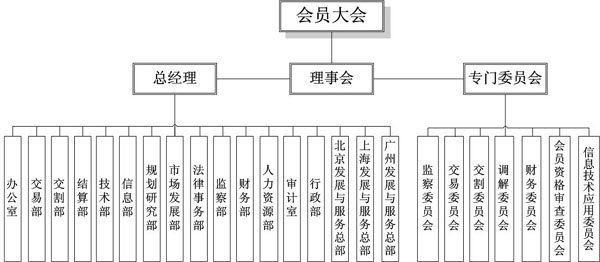 会员大会
总经理
理事会
专门委员会
办公室
交易部
交割部
结算部
技术部
信息部
规划研究部
市场发展部
法律事务部
监察部
财务部
人力资源部
审计室
行政部
北京发展与服务总部
上海发展与服务总部
广州发展与服务总部
监察委员会
交易委员会
交割委员会
调解委员会
财务委员会
会员资格审查委员会
信息技术应用委员会